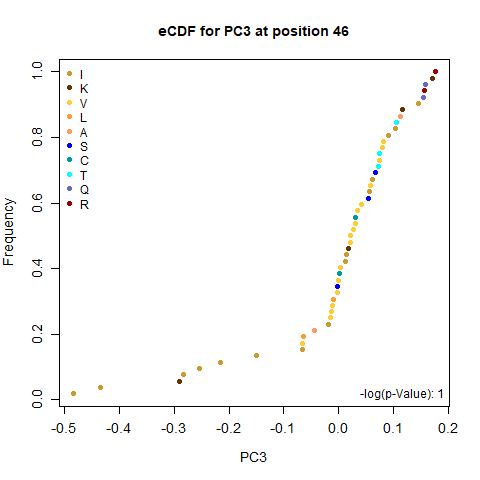 eCDF for PC3 at position 46
I
K
V
L
A
S
C
T
Q
R
Frequency
1.0
0.8
0.6
0.4
0.2
0.0
-log(p-Value): 1
-0.5 -0.4 -0.3 -0.2 -0.1 0.0 0.1 0.2
PC3